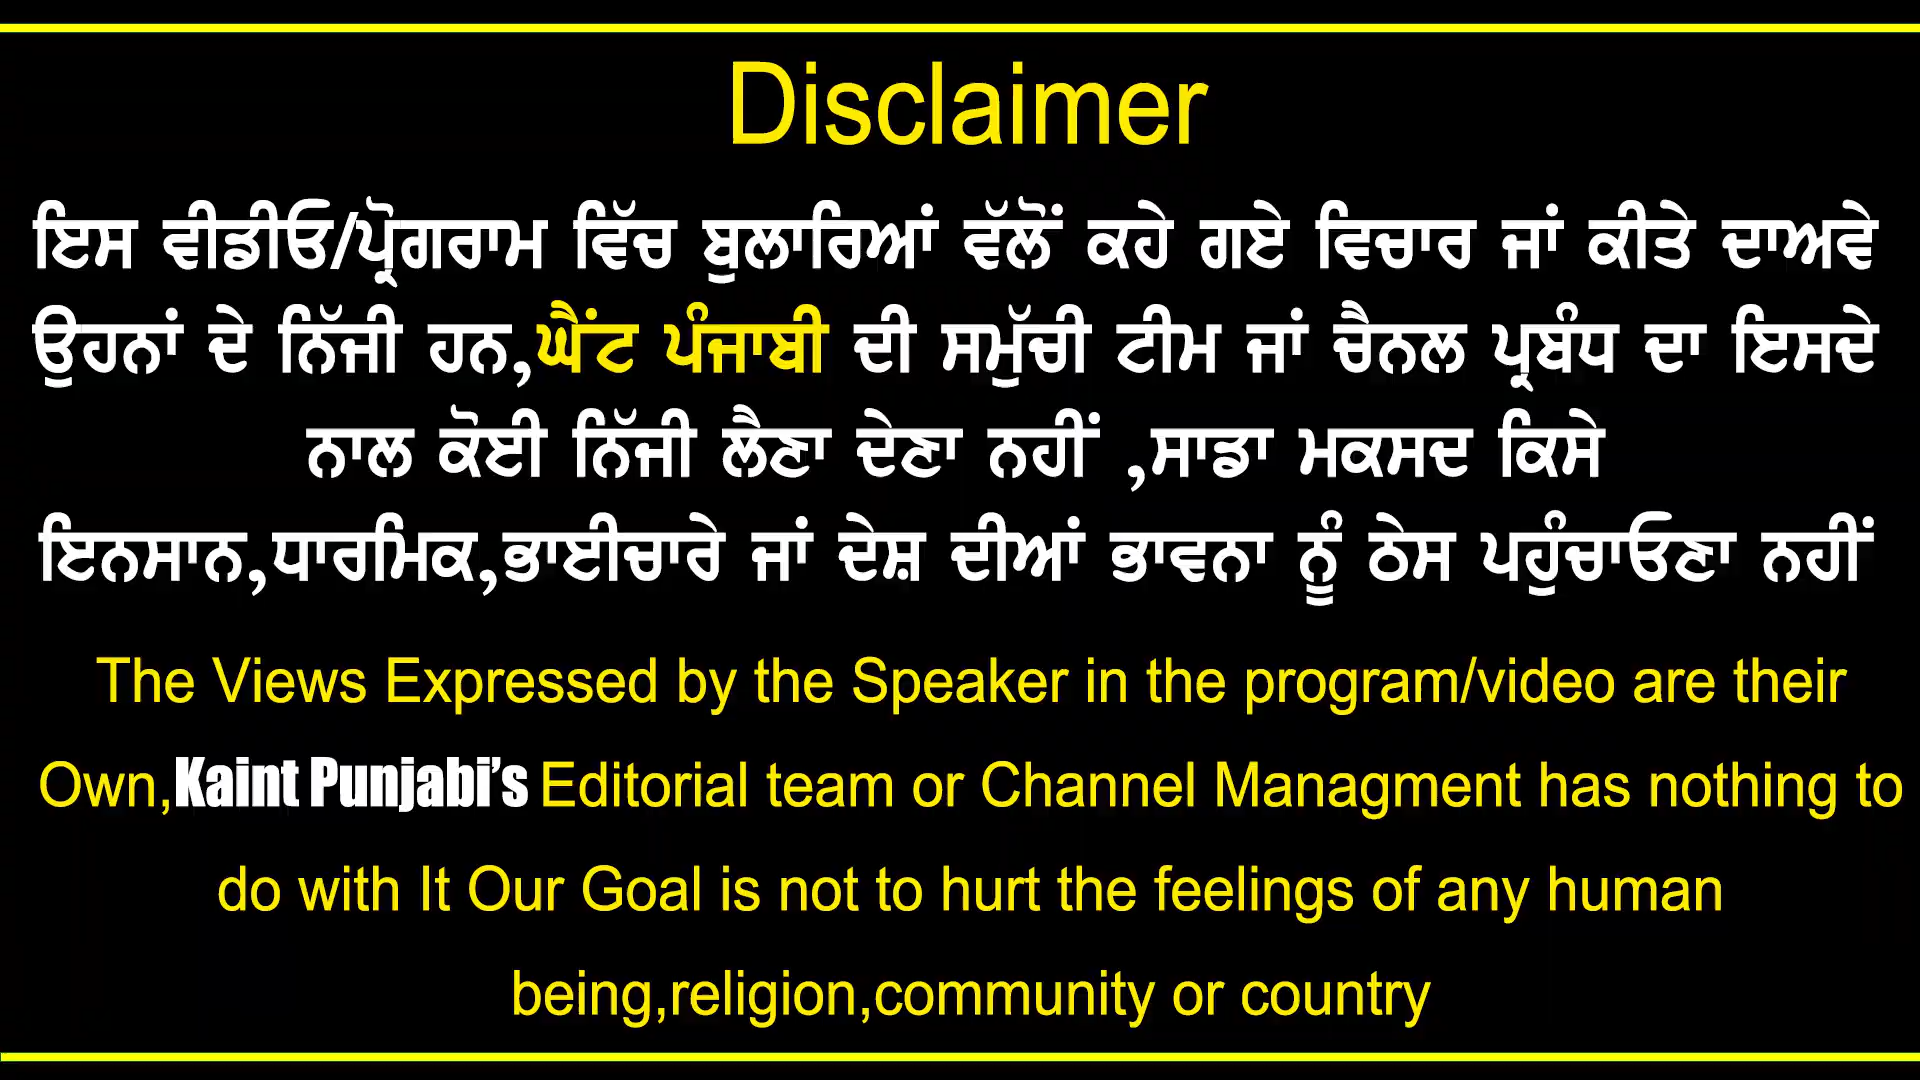 Disclaimer
ਇਸ ਵੀਡੀਓ/ਪ੍ਰੋਗਰਾਮ ਵਿੱਚ ਬੁਲਾਰਿਆਂ ਵੱਲੋਂ ਕਹੇ ਗਏ ਵਿਚਾਰ ਜਾਂ ਕੀਤੇ ਦਾਅਵੇ
ਉਹਨਾਂ ਦੇ ਨਿੱਜੀ ਹਨ,ਘੈਂਟ ਪੰਜਾਬੀ ਦੀ ਸਮੁੱਚੀ ਟੀਮ ਜਾਂ ਚੈਨਲ ਪ੍ਰਬੰਧ ਦਾ ਇਸਦੇ
ਨਾਲ ਕੋਈ ਨਿੱਜੀ ਲੈਣਾ ਦੇਣਾ ਨਹੀਂ ,ਸਾਡਾ ਮਕਸਦ ਕਿਸੇ
ਇਨਸਾਨ,ਧਾਰਮਿਕ,ਭਾਈਚਾਰੇ ਜਾਂ ਦੇਸ਼ ਦੀਆਂ ਭਾਵਨਾ ਨੂੰ ਠੇਸ ਪਹੁੰਚਾਓਣਾ ਨਹੀਂ
The Views Expressed by the Speaker in the program/video are their
Own,Kaint Punjabi's Editorial team or Channel Managment has nothing to
do with It Our Goal is not to hurt the feelings of any human
being,religion,community or country